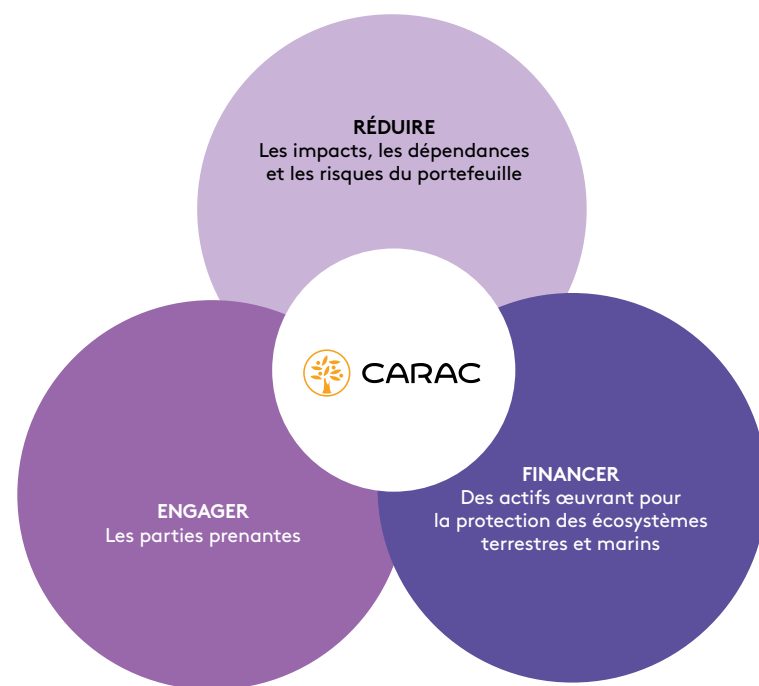 RÉDUIRE
Les impacts, les dépendances
et les risques du portefeuille
CARAC
ENGAGER
Les parties prenantes
FINANCER
Des actifs œuvrant pour
la protection des écosystèmes
terrestres et marins